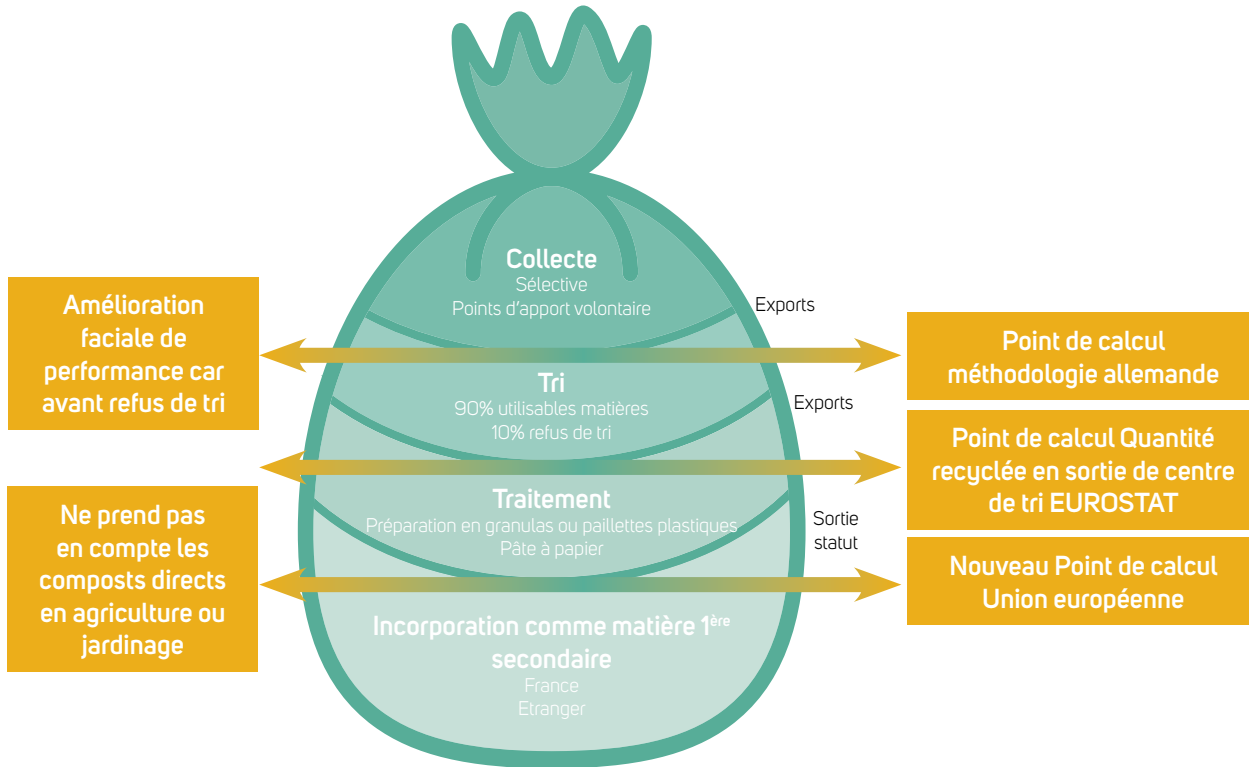 Collecte
Sélective
Points d'apport volontaire
Exports
Amélioration
faciale de
performance car
avant refus de tri
Point de calcul
méthodologie allemande
Tri
90% utilisables matières
10% refus de tri
Exports
Point de calcul Quantité
recyclée en sortie de centre
de tri EUROSTAT
Traitement
Préparation en granulas ou paillettes plastiques
Pâte à papier
Sortie
statut
Ne prend pas
en compte les
composts directs
en agriculture ou
jardinage
Nouveau Point de calcul
Union européenne
Incorporation comme matière 1ère
secondaire
France
Etranger